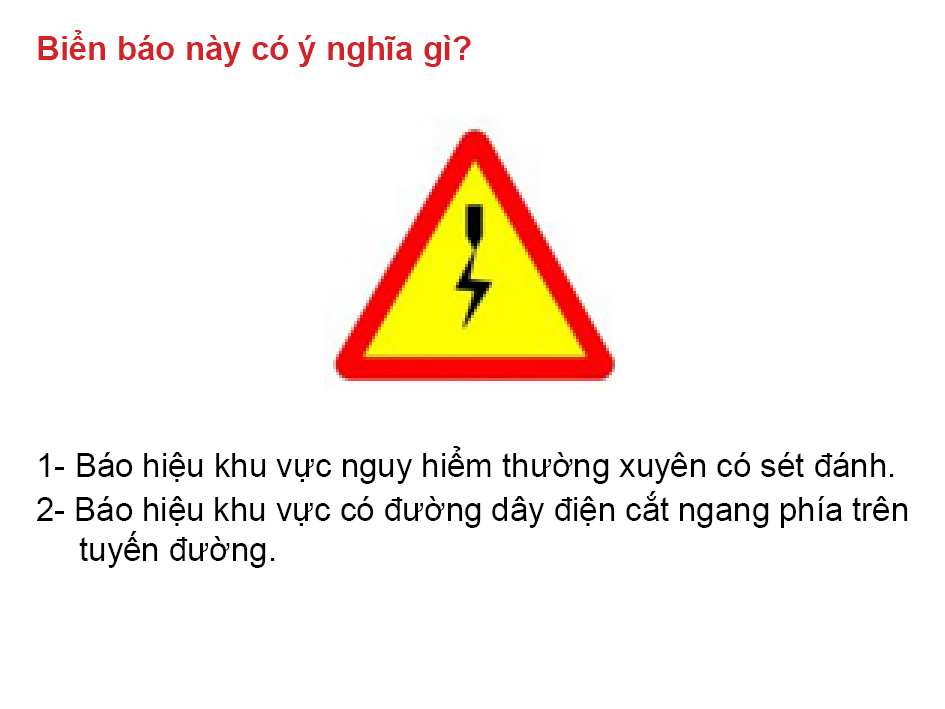 Biển báo này có ý nghĩa gì?
1- Báo hiệu khu vực nguy hiểm thường xuyên có sét đánh.
2- Báo hiệu khu vực có đường dây điện cắt ngang phía trên
tuyến đường.